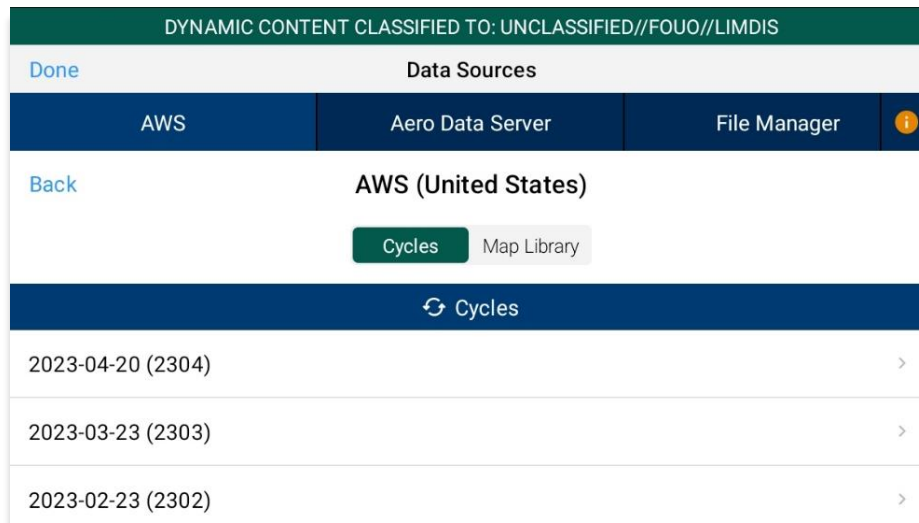 DYNAMIC CONTENT CLASSIFIED TO: UNCLASSIFIED//FOUO//LIMDIS
Done Data Sources
AWS Aero Data Server File Manager
Back AWS (United States)
Cycles Map Library
Cycles
2023-04-20 (2304)
2023-03-23 (2303)
2023-02-23 (2302)